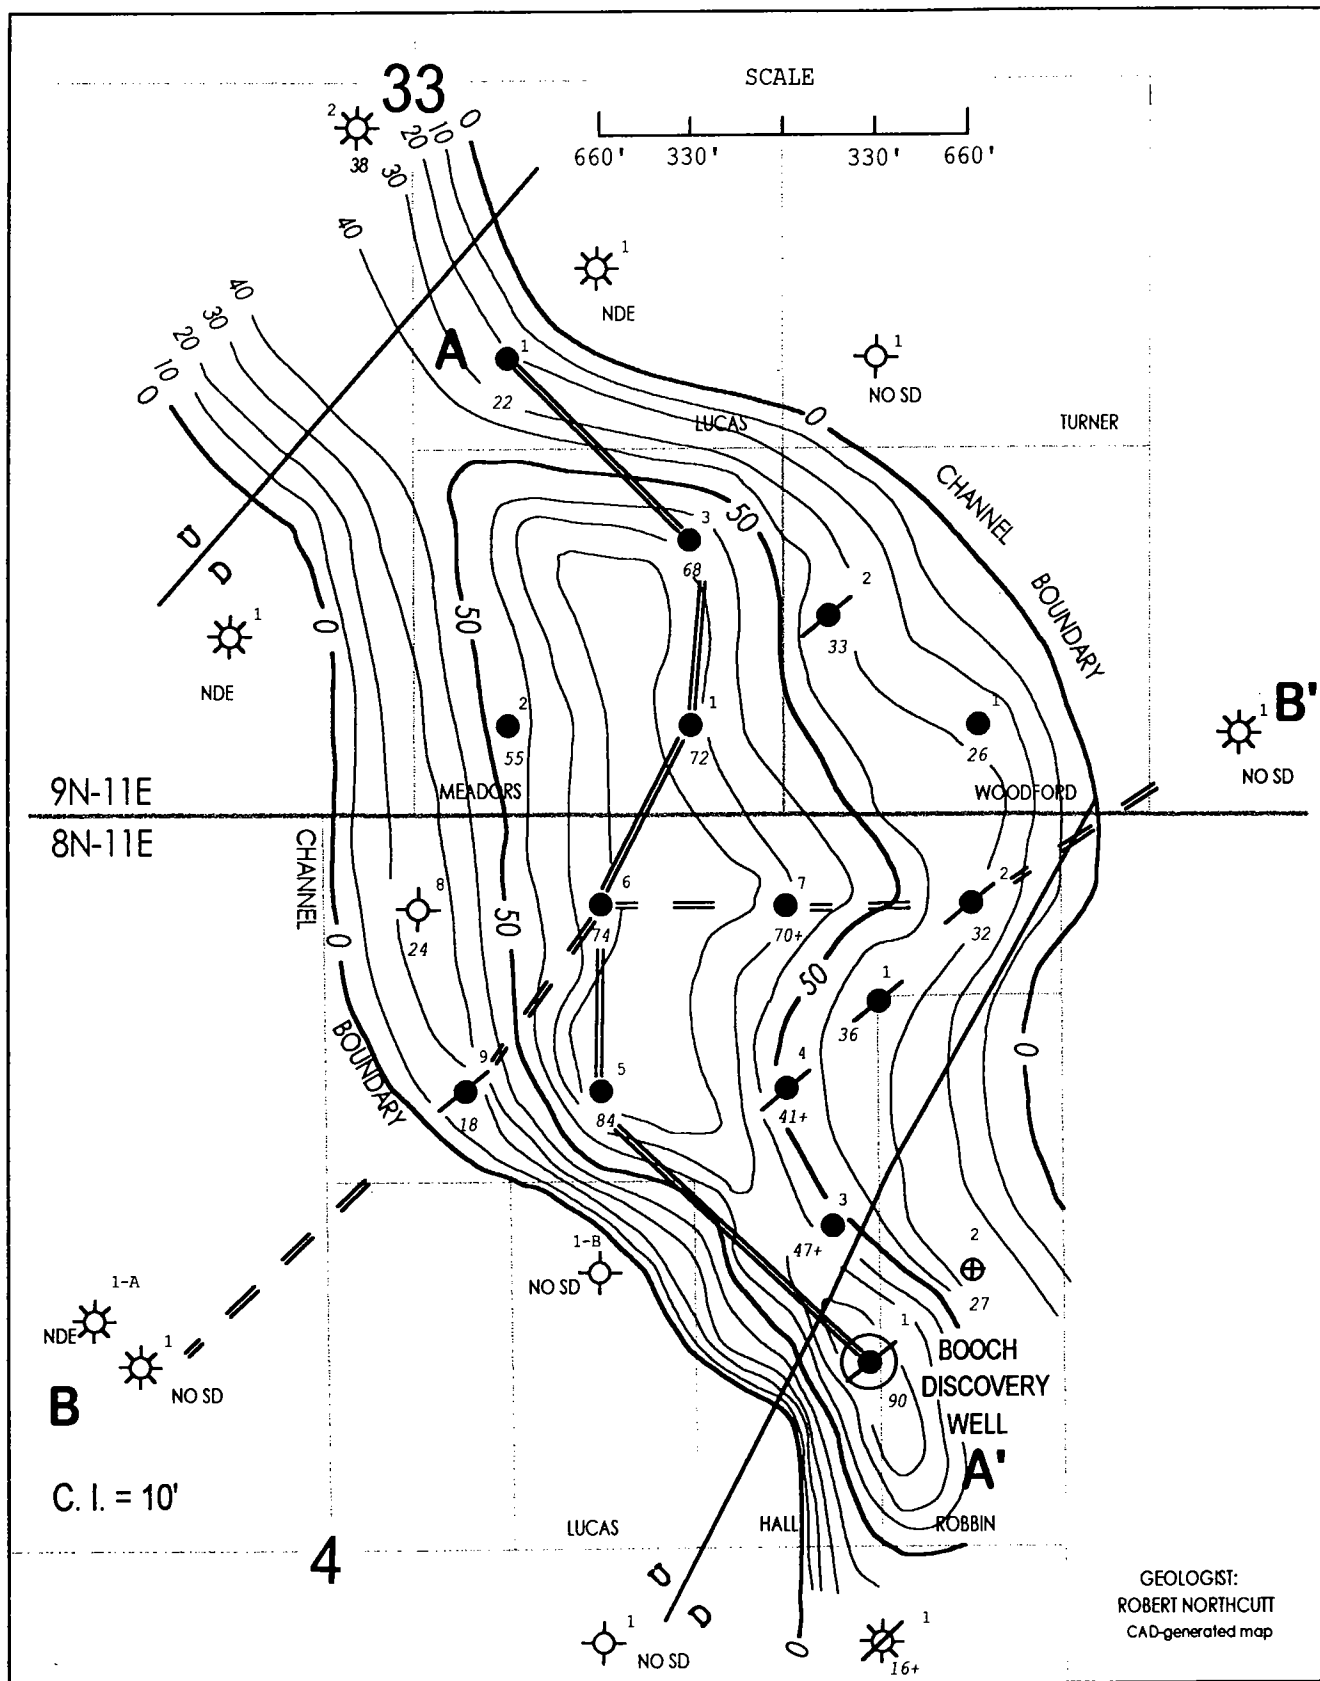 33
SCALE
660' 330' 330' 660'
2
38
0
10
20
30
40
1
NDE
1
NO SD
40
30
20
10
0
A
1
22
LUCAS
TURNER
0
CHANNEL
BOUNDARY
U
D
3
68
50
2
33
0
50
1
NDE
2
55
1
72
1
26
B'
1
NO SD
9N-11E
MEADORS
WOODFORD
8N-11E
CHANNEL
8
24
6
74
7
70+
2
32
0
50
50
1
36
BOUNDARY
9
18
5
84
4
41+
0
3
47+
2
27
1-B
NO SD
1-A
NDE
1
NO SD
B
1
90
BOOCH
DISCOVERY
WELL
A'
C. I. = 10'
LUCAS
HALL
ROBBIN
4
U
D
1
NO SD
0
1
16+
GEOLOGIST:
ROBERT NORTHCUTT
CAD-generated map